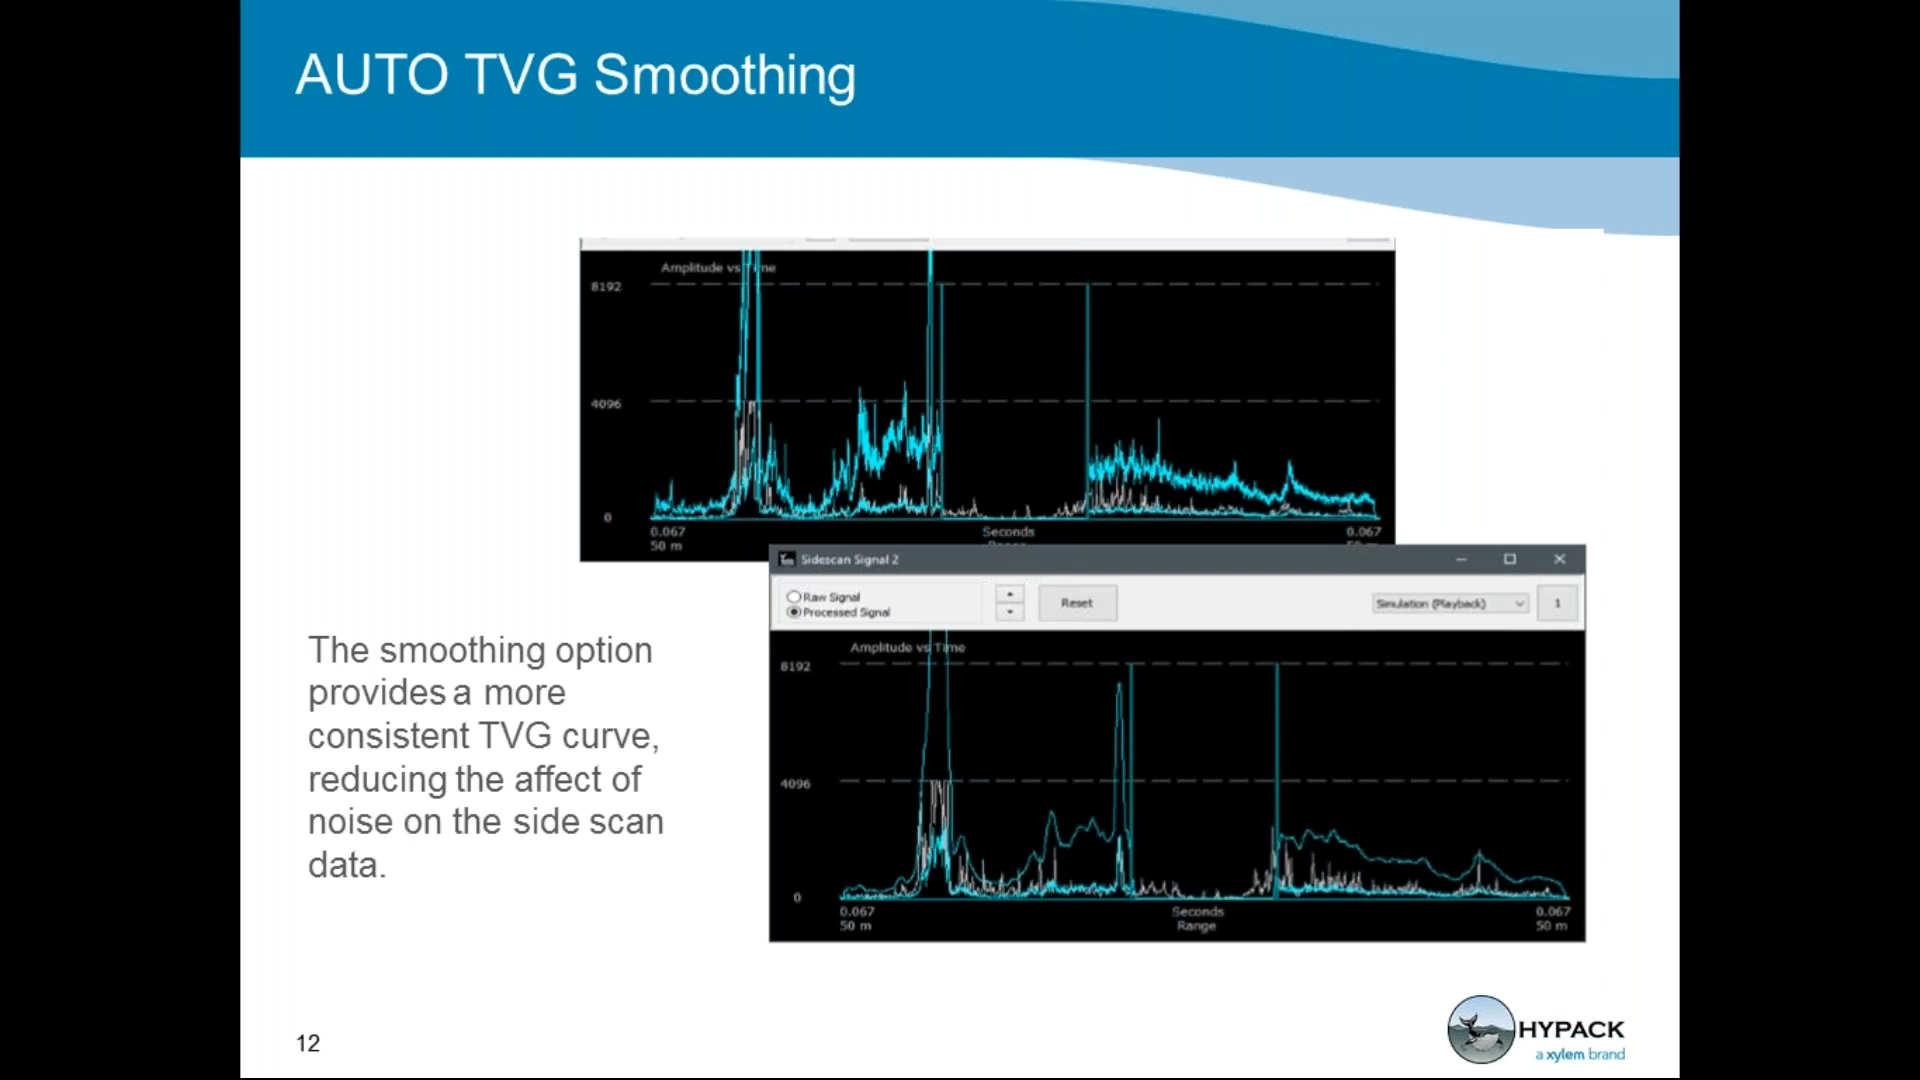 AUTO TVG Smoothing
Amplitude vs Time
8192
4096
0
0.067 Seconds 0.067
50 m Range 50 m
Sidescan Signal 2
Raw Signal
Processed Signal
Reset
Simulation (Playback)
1
Amplitude vs Time
8192
4096
0
0.067 Seconds 0.067
50 m Range 50 m
The smoothing option
provides a more
consistent TVG curve,
reducing the affect of
noise on the side scan
data.
12
HYPACK
a xylem brand